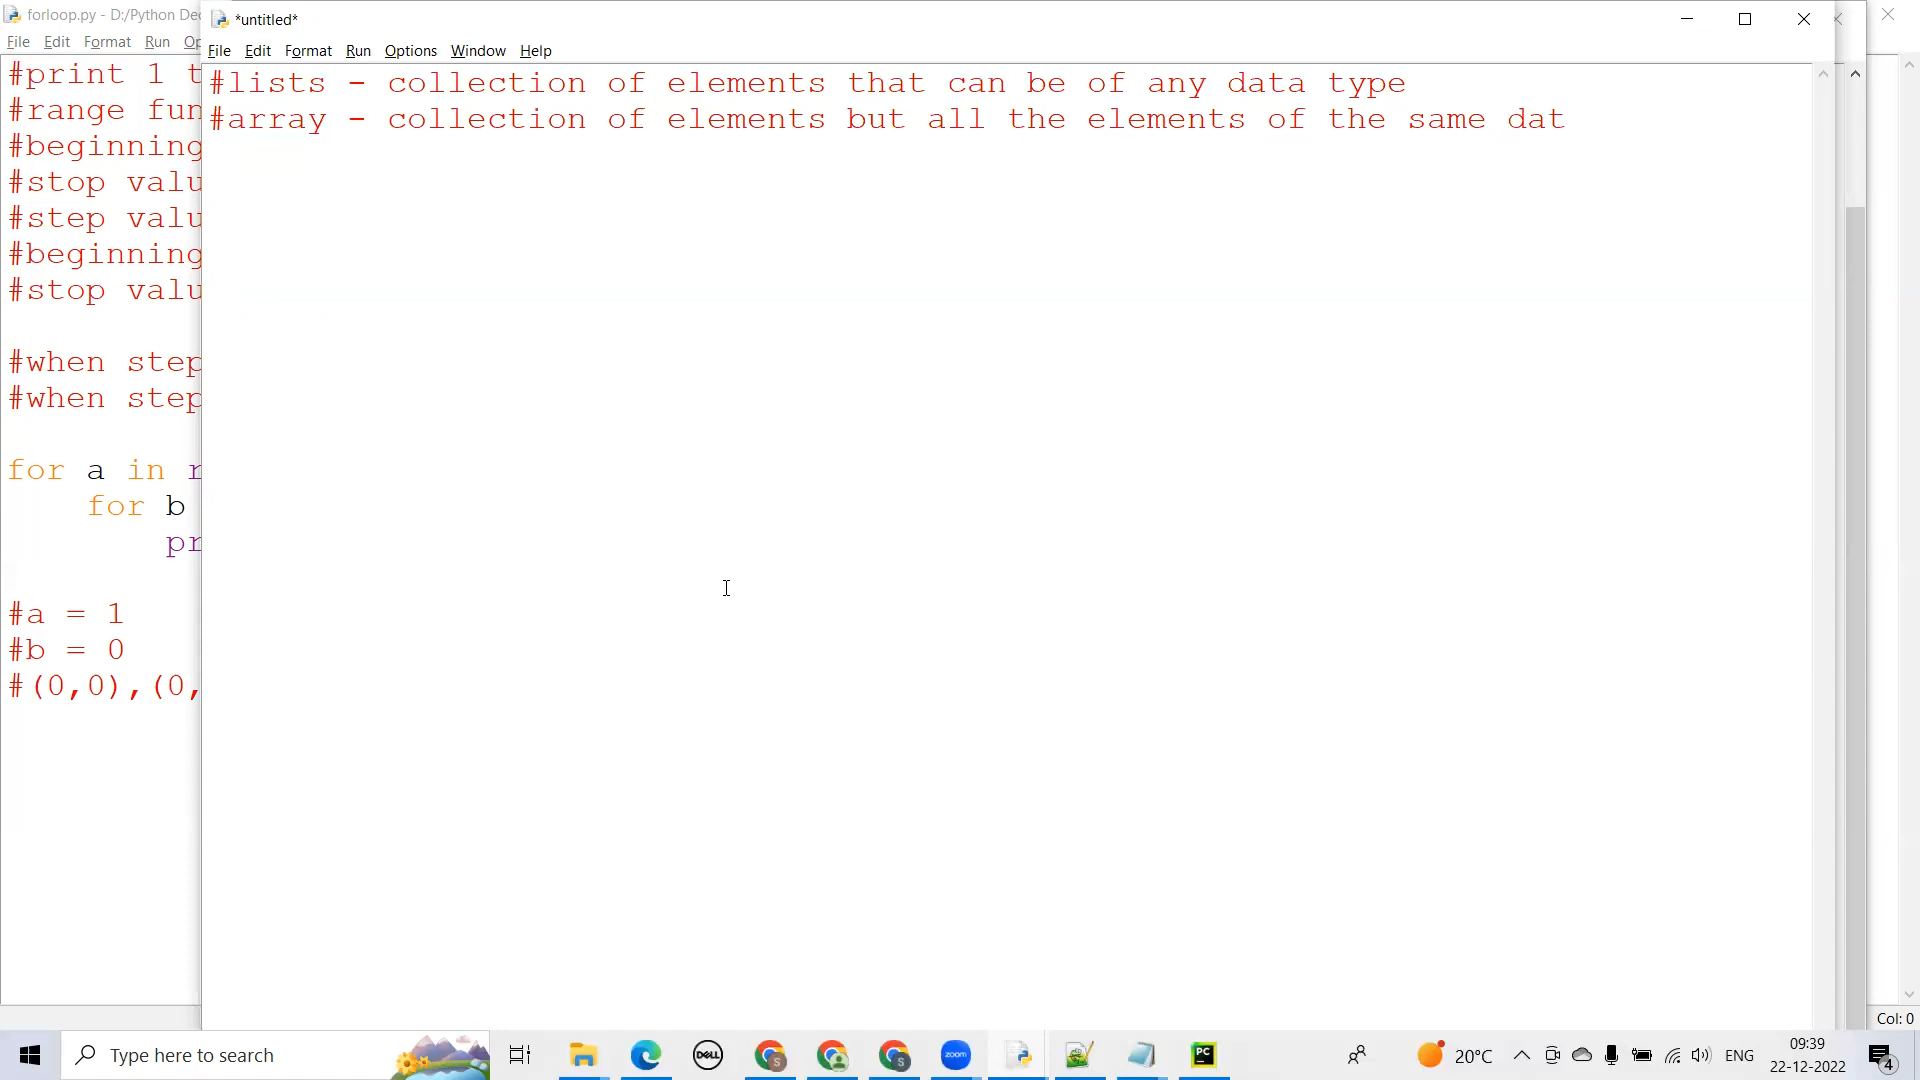 forloop.py - D:/Python De
File Edit Format Run Op
#print 1 t
#range fun
#beginning
#stop valu
#step valu
#beginning
#stop valu
#when step
#when step
for a in r
for b
pr
#a = 1
#b = 0
#(0,0),(0,
*untitled*
File Edit Format Run Options Window Help
#lists - collection of elements that can be of any data type
#array - collection of elements but all the elements of the same dat
Col: 0
Type here to search
DELL
S
S
zoom
PC
20°C
ENG
09:39
22-12-2022
4